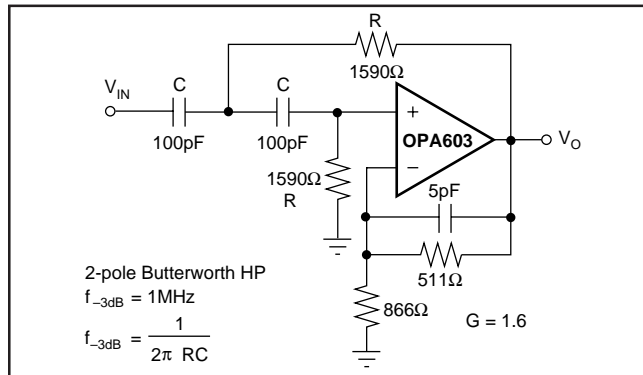 R
1590Ω
C
C
V_IN
100pF
100pF
+
OPA603
−
V_O
1590Ω
R
5pF
511Ω
866Ω
G = 1.6
2-pole Butterworth HP
f_–3dB = 1MHz
f_–3dB = 1 / 2π RC